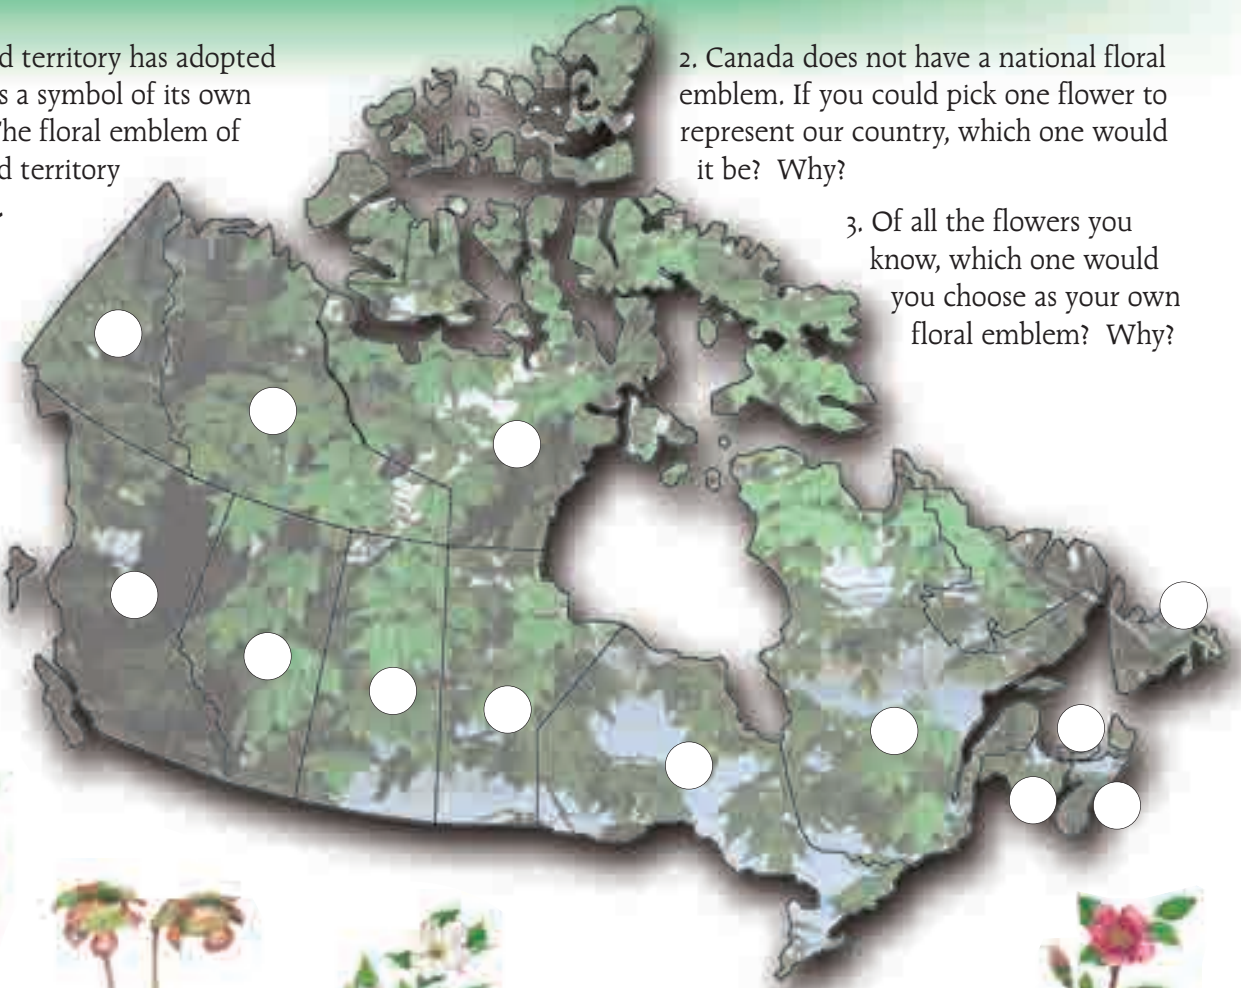 d territory has adopted
s a symbol of its own
The floral emblem of
d territory
.
2. Canada does not have a national floral
emblem. If you could pick one flower to
represent our country, which one would
it be? Why?
3. Of all the flowers you
know, which one would
you choose as your own
floral emblem? Why?